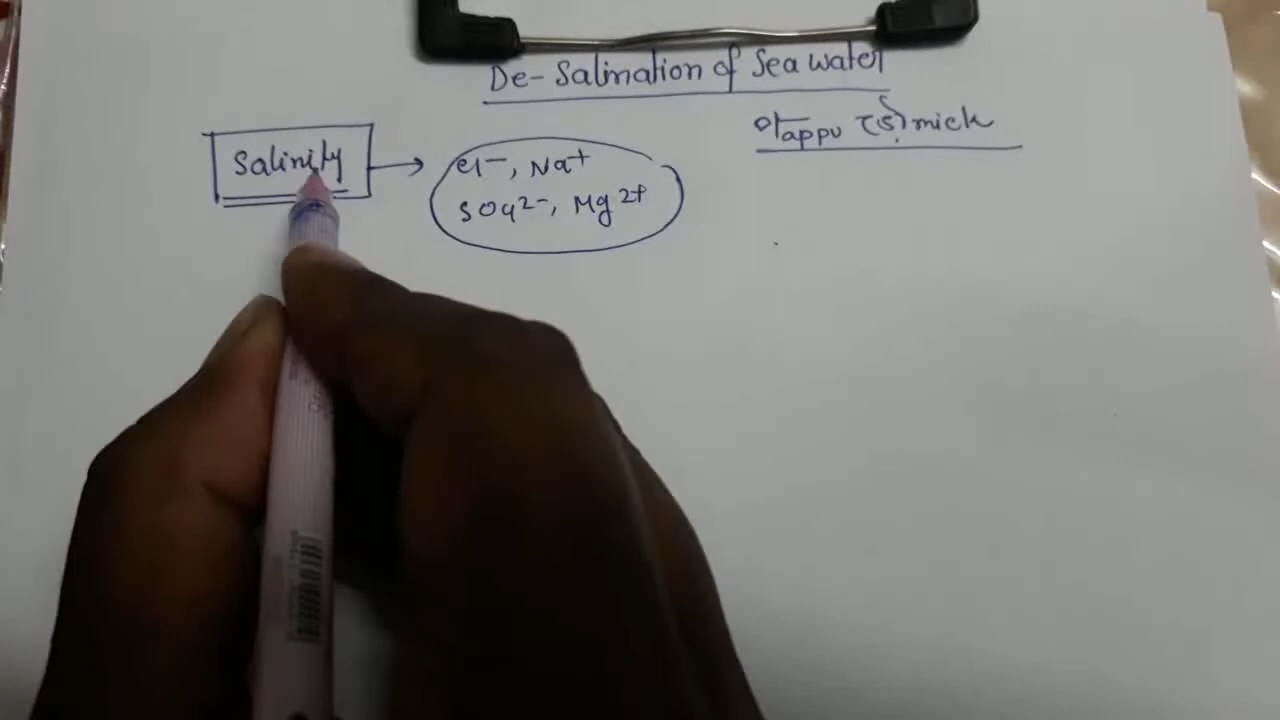 De-Salination of Sea water
Salinity
Cl⁻, Na⁺
SO₄²⁻, Mg²⁺